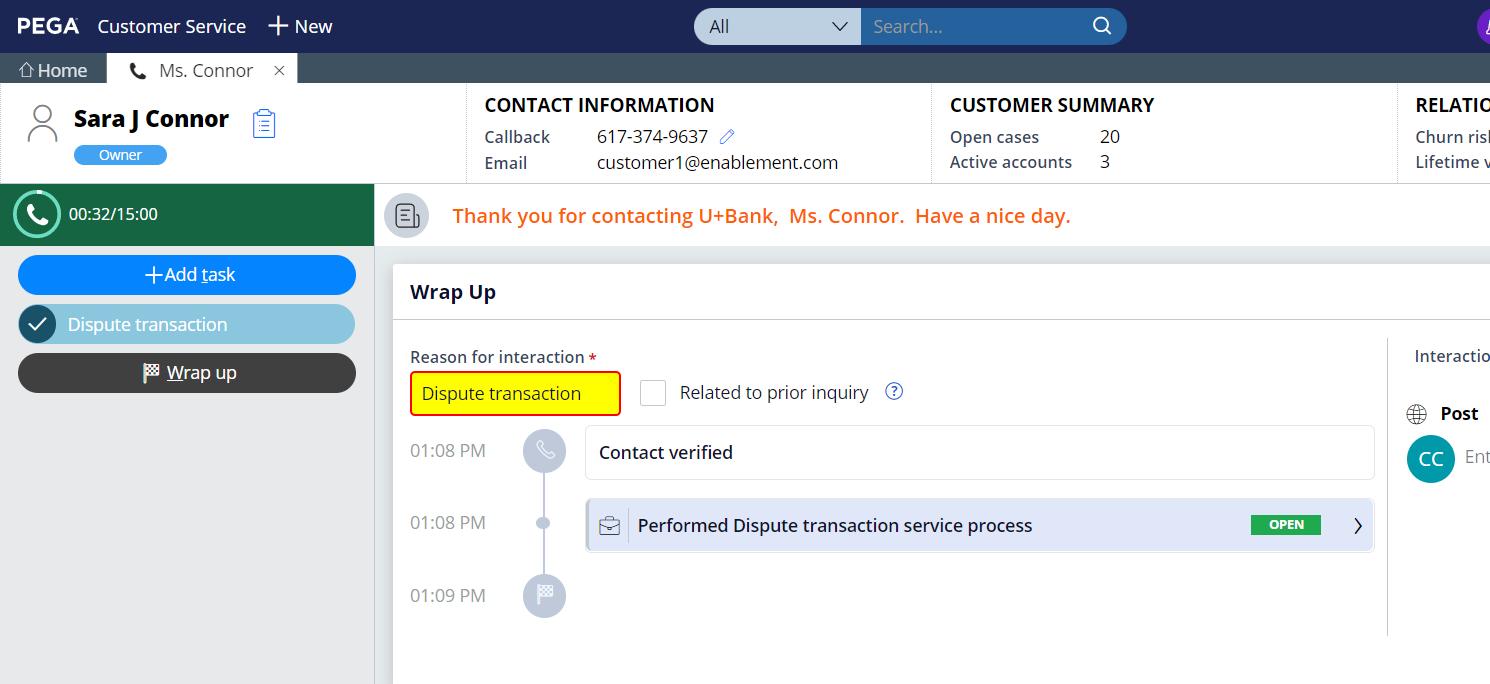 PEGA Customer Service + New All Search...
Home Ms. Connor ×
Sara J Connor
Owner
CONTACT INFORMATION
Callback 617-374-9637
Email customer1@enablement.com
CUSTOMER SUMMARY
Open cases 20
Active accounts 3
RELATIO
Churn risk
Lifetime v
00:32/15:00
Thank you for contacting U+Bank, Ms. Connor. Have a nice day.
+Add task
Dispute transaction
Wrap up
Wrap Up
Reason for interaction *
Dispute transaction Related to prior inquiry ?
01:08 PM Contact verified
01:08 PM Performed Dispute transaction service process OPEN
01:09 PM
Interactio
Post
CC Ent